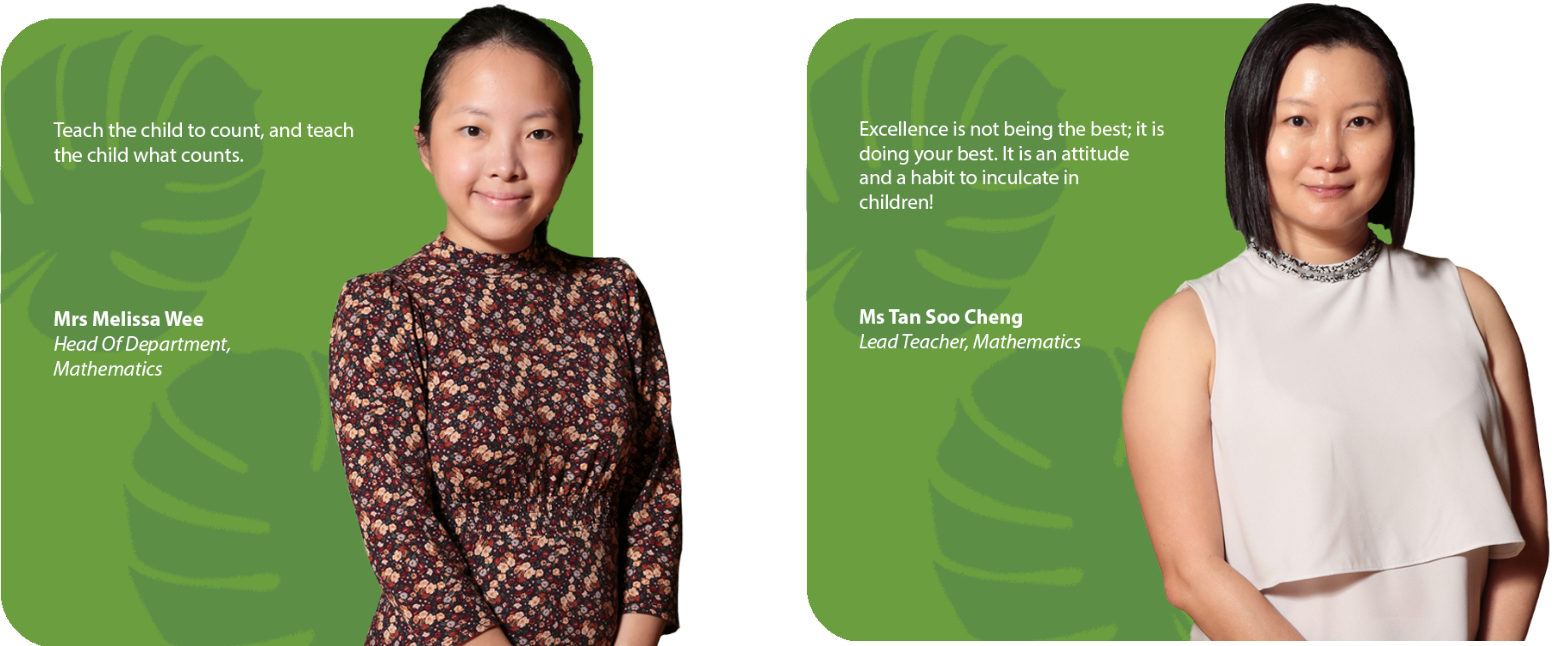 Teach the child to count, and teach
the child what counts.
Mrs Melissa Wee
Head Of Department,
Mathematics
Excellence is not being the best; it is
doing your best. It is an attitude
and a habit to inculcate in
children!
Ms Tan Soo Cheng
Lead Teacher, Mathematics